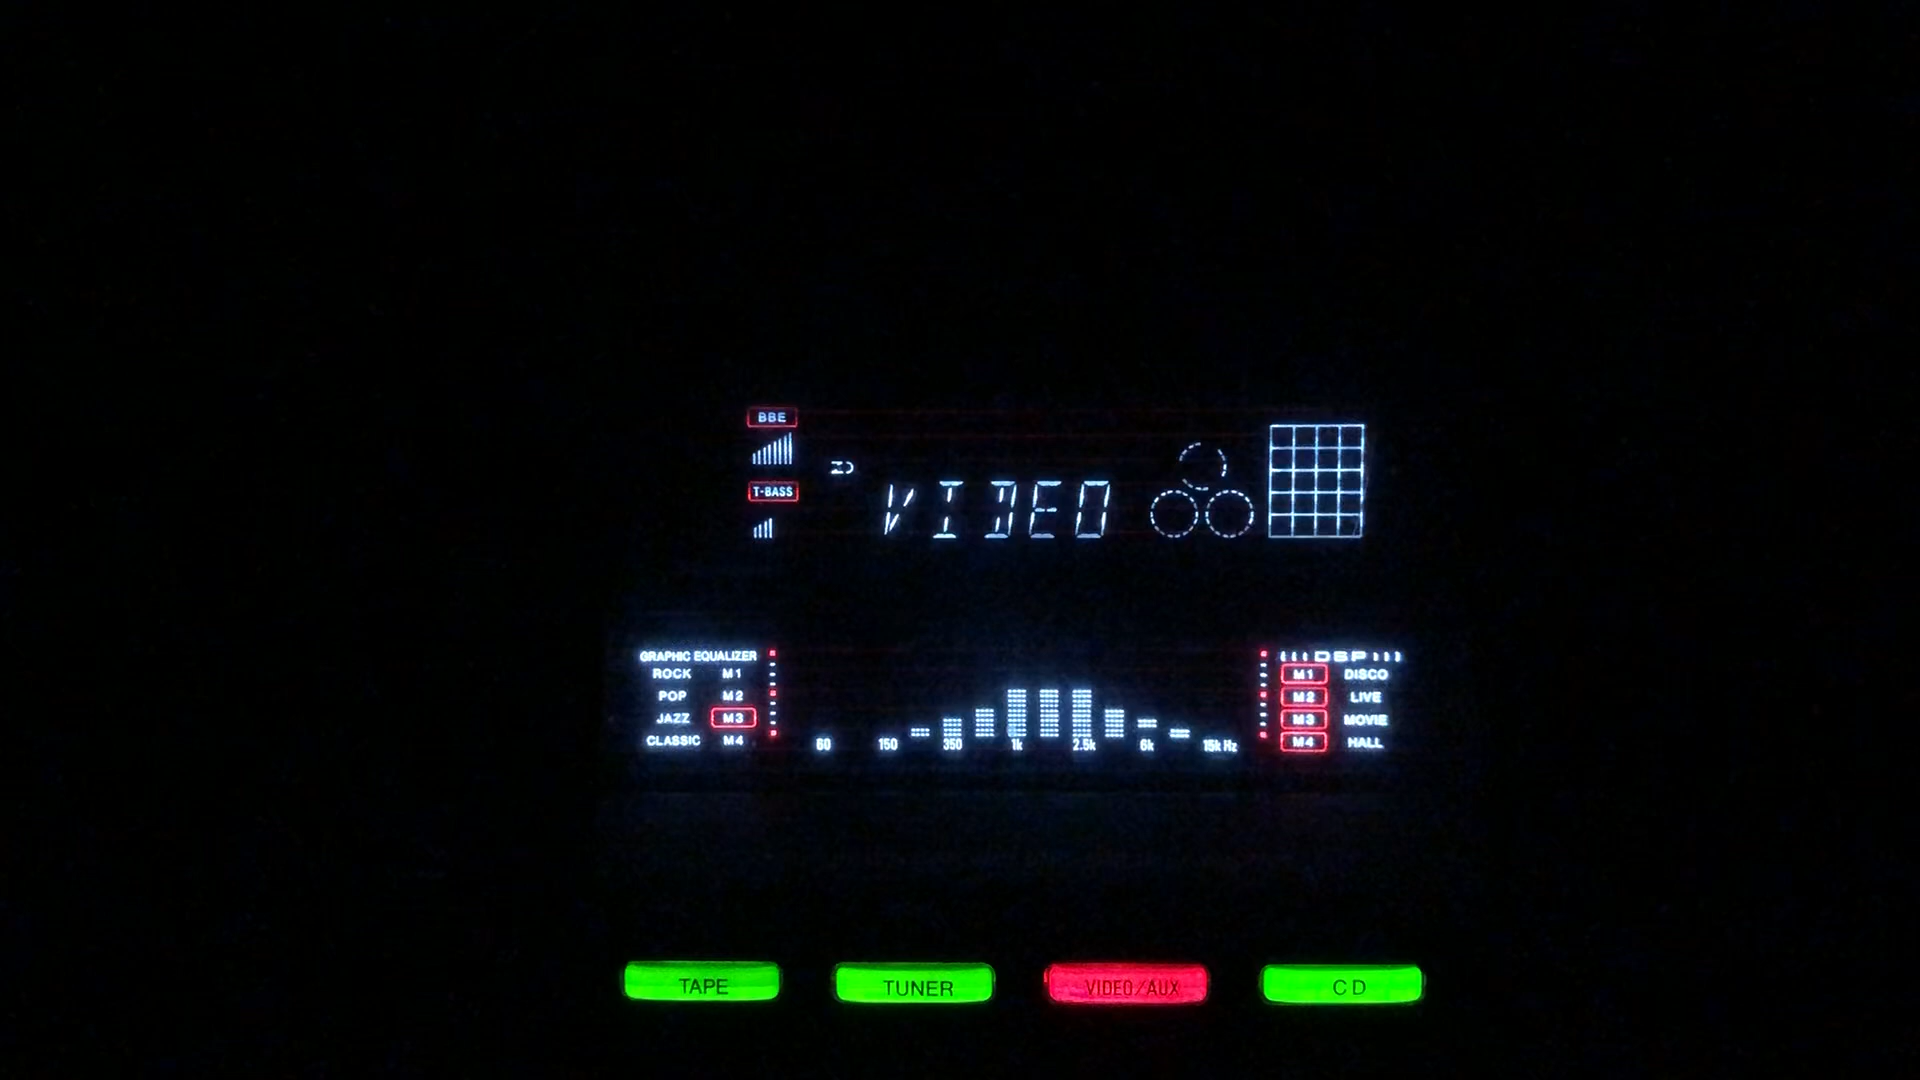 BBE
T-BASS
VIDEO
GRAPHIC EQUALIZER
ROCK M1
POP M2
JAZZ M3
CLASSIC M4
60 150 350 1k 2.5k 6k 15k Hz
DSP
M1 DISCO
M2 LIVE
M3 MOVIE
M4 HALL
TAPE TUNER VIDEO/AUX CD